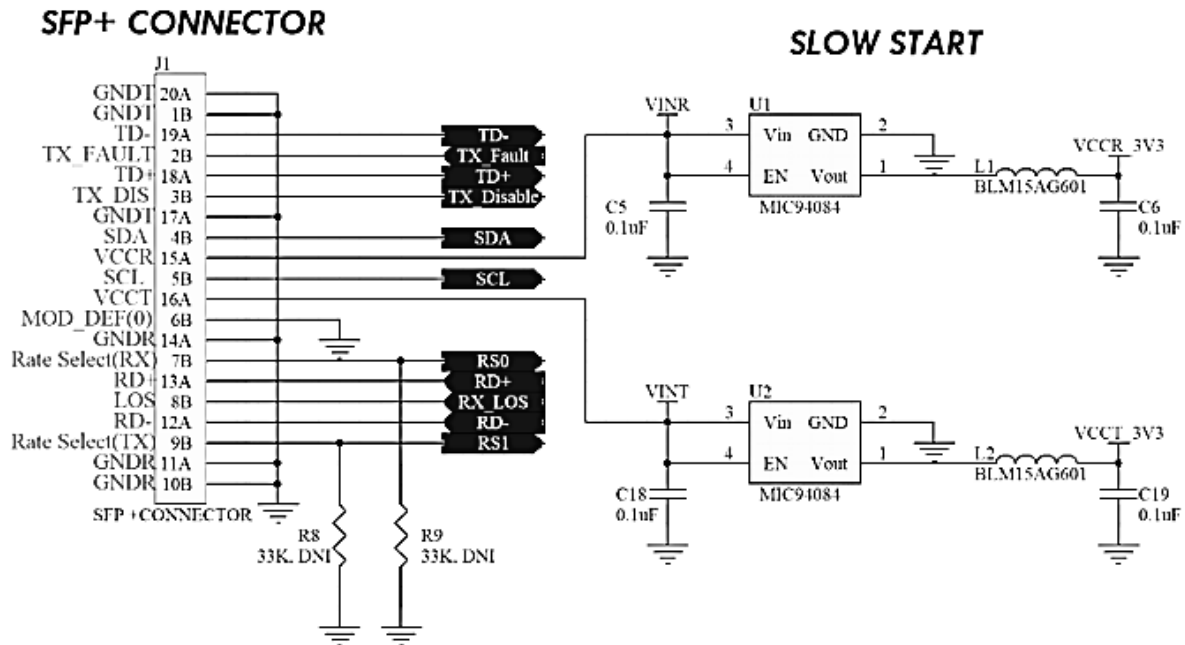 SFP+ CONNECTOR
SLOW START
J1
GNDT 20A
GNDT 1B
TD- 19A TD-
TX_FAULT 2B TX_Fault
TD+ 18A TD+
TX_DIS 3B TX_Disable
GNDT 17A
SDA 4B SDA
VCCR 15A
SCL 5B SCL
VCCT 16A
MOD_DEF(0) 6B
GNDR 14A
Rate Select(RX) 7B RS0
RD+ 13A RD+
LOS 8B RX_LOS
RD- 12A RD-
Rate Select(TX) 9B RS1
GNDR 11A
GNDR 10B
SFP +CONNECTOR
R8
33K, DNI
R9
33K, DNI
VINR
U1
3 Vin GND 2
4 EN Vout 1
MIC94084
C5
0.1uF
L1
BLM15AG601
VCCR_3V3
C6
0.1uF
VINT
U2
3 Vin GND 2
4 EN Vout 1
MIC94084
C18
0.1uF
L2
BLM15AG601
VCCT_3V3
C19
0.1uF